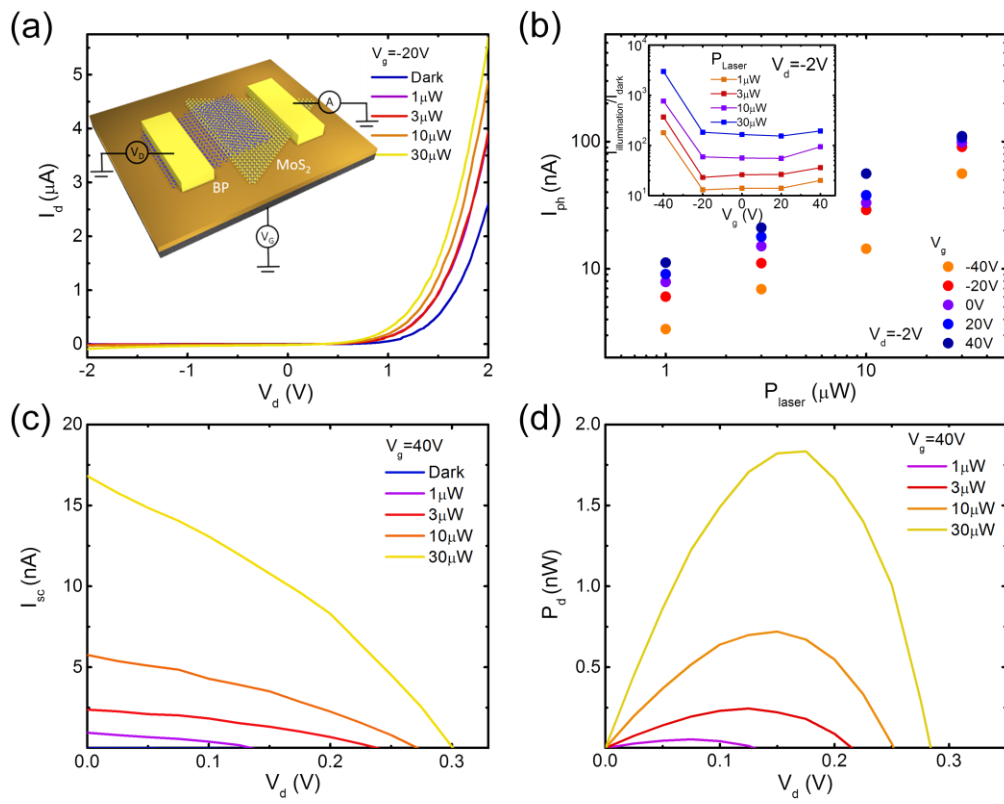 (a)
V_g=-20V
Dark
1μW
3μW
10μW
30μW
A
V_D
BP
MoS_2
V_G
I_d (μA)
5
4
3
2
1
0
-2
-1
0
1
2
V_d (V)
(b)
P_Laser
V_d=-2V
1μW
3μW
10μW
30μW
I_illumination/I_dark
10^4
10^3
10^2
10^1
-40
-20
0
20
40
V_g (V)
I_ph (nA)
100
10
V_g
-40V
-20V
0V
20V
40V
V_d=-2V
1
10
P_laser (μW)
(c)
V_g=40V
Dark
1μW
3μW
10μW
30μW
I_sc (nA)
20
15
10
5
0
0.0
0.1
0.2
0.3
V_d (V)
(d)
V_g=40V
1μW
3μW
10μW
30μW
P_d (nW)
2.0
1.5
1.0
0.5
0.0
0.0
0.1
0.2
0.3
V_d (V)